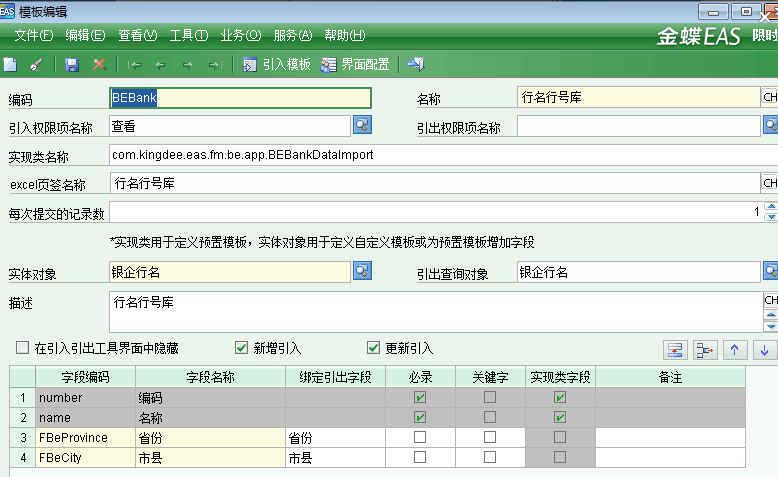 EAS 模板编辑
文件(F) 编辑(E) 查看(V) 工具(T) 业务(O) 服务(A) 帮助(H) 金蝶EAS 限时
引入模板 界面配置
编码 BEBank 名称 行名行号库 CH
引入权限项名称 查看 引出权限项名称
实现类名称 com.kingdee.eas.fm.be.app.BEBankDataImport
excel页签名称 行名行号库 CH
每次提交的记录数 1
*实现类用于定义预置模板，实体对象用于定义自定义模板或为预置模板增加字段
实体对象 银企行名 引出查询对象 银企行名
描述 行名行号库 CH
在引入引出工具界面中隐藏 新增引入 更新引入
字段编码 字段名称 绑定引出字段 必录 关键字 实现类字段 备注
1 number 编码
2 name 名称
3 FBeProvince 省份 省份
4 FBeCity 市县 市县